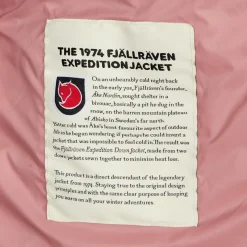 THE 1974 FJÄLLRÄVEN
EXPEDITION JACKET
On an unbearably cold night back
in the early 70s, Fjällräven's founder,
Åke Nordin, sought shelter in a
bivouac, basically a pit he dug in the
snow, on the barren mountain plateau
of Abisko in Sweden's far north.
cold was Åke's least favourite aspect of outdoor
he began wondering if perhaps he could invent a
jacket that was impossible to feel cold in. The result was
the Fjällräven Expedition Down Jacket, made from two
down jackets sewn together to minimise heat loss.
This product is a direct descendant of the legendary
jacket from 1974. Staying true to the original design
principles and with the same clear purpose of keeping
you warm on all your winter adventures.